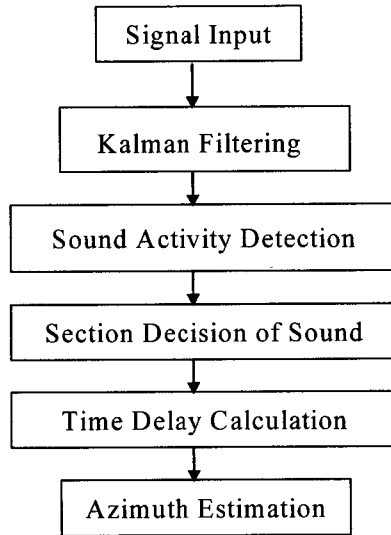 Signal Input
Kalman Filtering
Sound Activity Detection
Section Decision of Sound
Time Delay Calculation
Azimuth Estimation